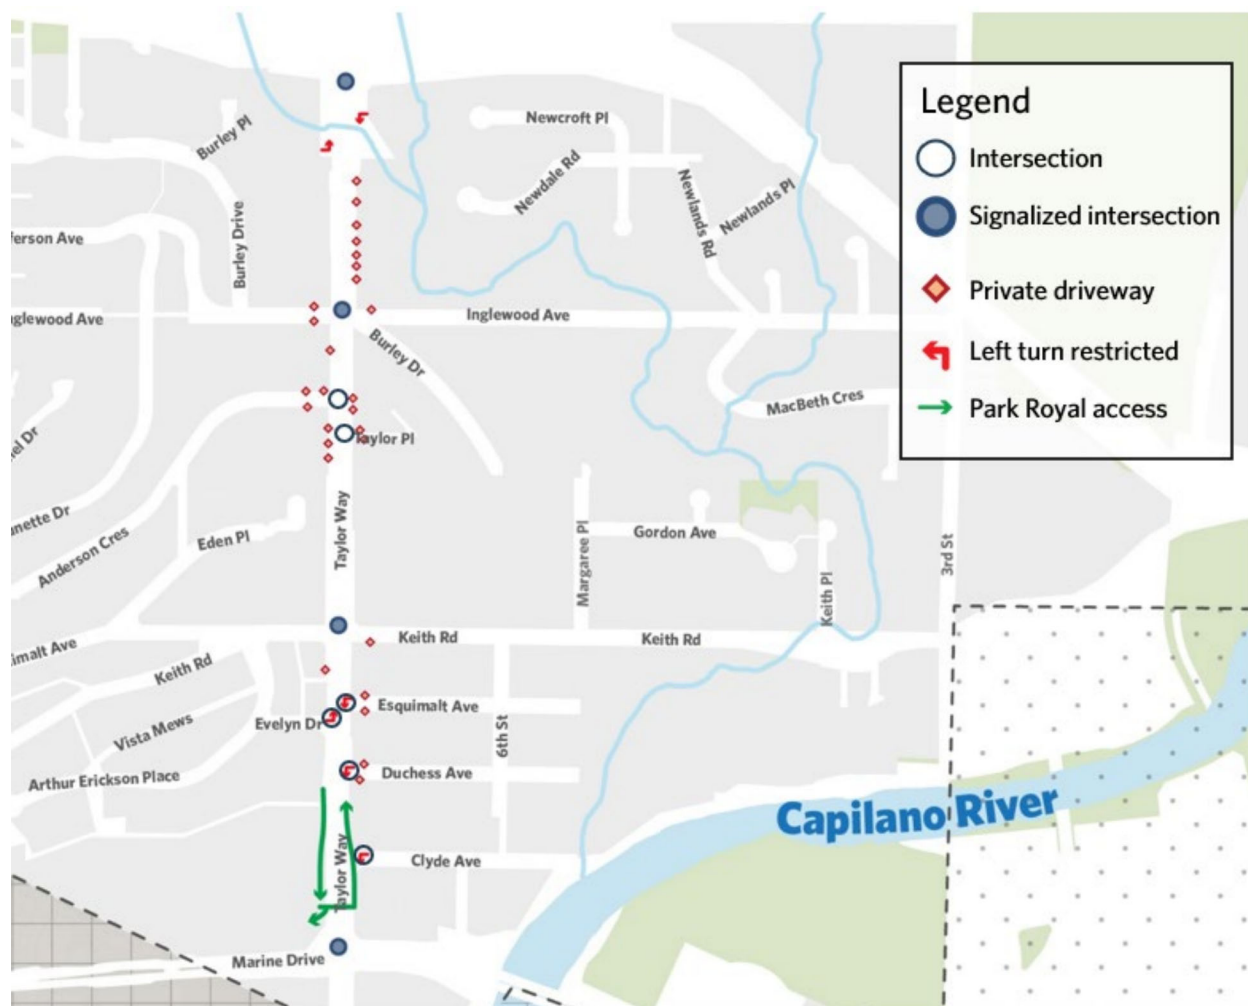 Legend
Intersection
Signalized intersection
Private driveway
Left turn restricted
Park Royal access
Newcroft Pl
Burley Pl
Newdale Rd
Newlands Rd
Newlands Pl
Burley Drive
ferson Ave
nglewood Ave
Inglewood Ave
Burley Dr
MacBeth Cres
Taylor Pl
el Dr
nette Dr
Anderson Cres
Eden Pl
Taylor Way
Margaree Pl
Gordon Ave
Keith Pl
3rd St
Keith Rd
Keith Rd
imalt Ave
Keith Rd
Vista Mews
Evelyn Dr
Esquimalt Ave
6th St
Arthur Erickson Place
Duchess Ave
Capilano River
Taylor Way
Clyde Ave
Marine Drive